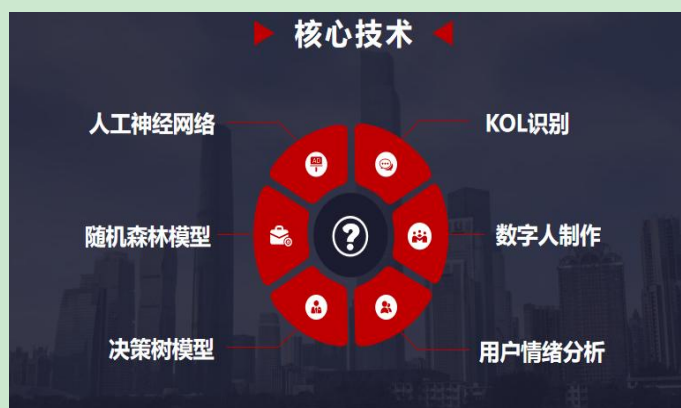 核心技术
人工神经网络
KOL识别
AD
随机森林模型
?
数字人制作
决策树模型
用户情绪分析